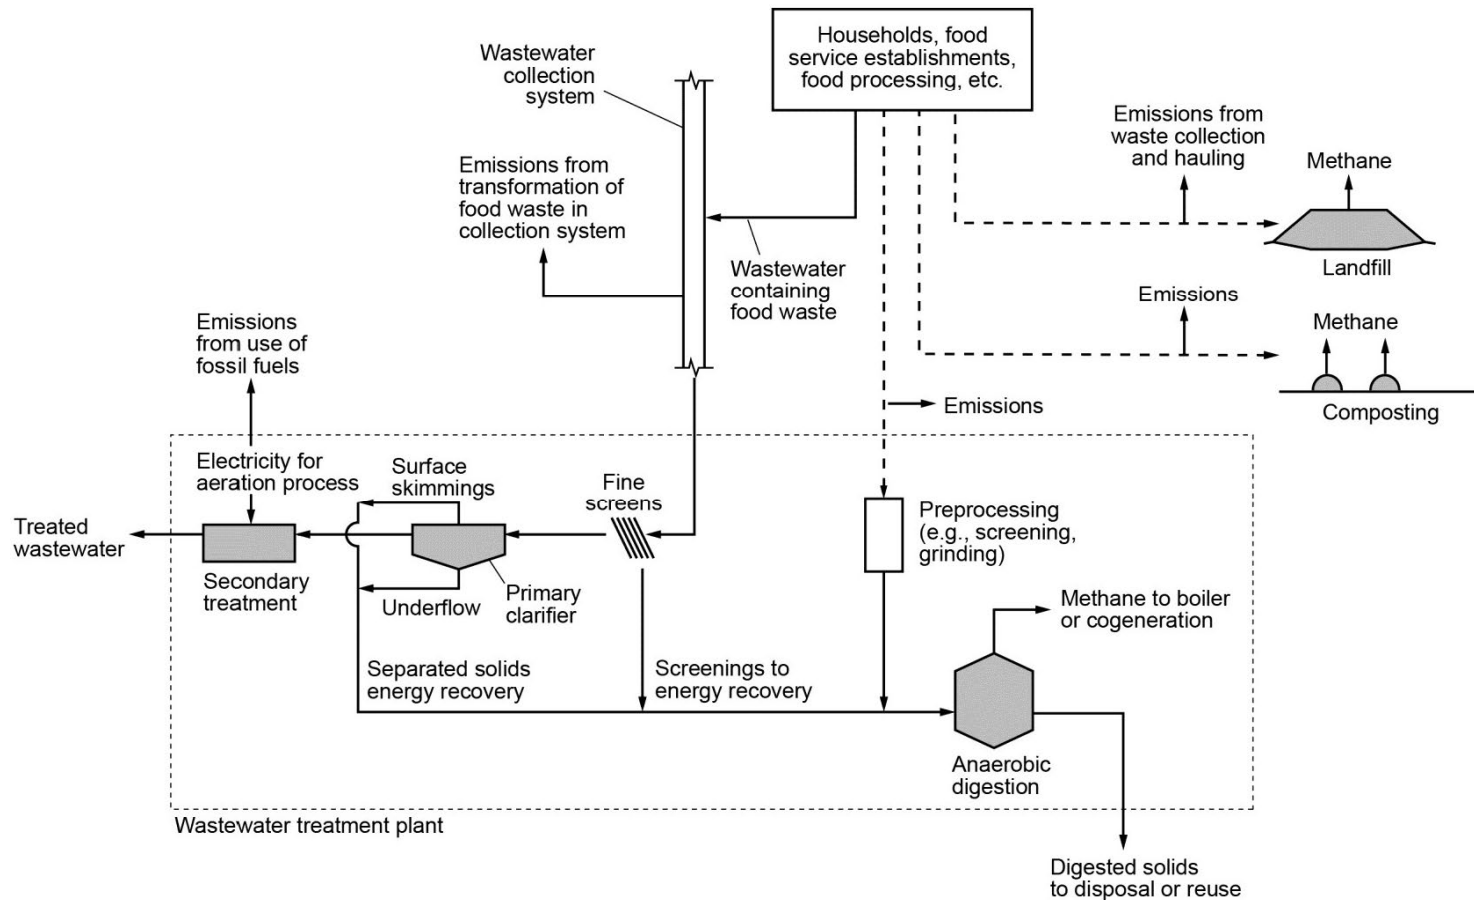 Households, food
service establishments,
food processing, etc.
Wastewater
collection
system
Emissions from
transformation of
food waste in
collection system
Wastewater
containing
food waste
Emissions from
waste collection
and hauling
Methane
Landfill
Emissions
Methane
Composting
Emissions
Emissions
from use of
fossil fuels
Electricity for
aeration process
Surface
skimmings
Fine
screens
Treated
wastewater
Secondary
treatment
Underflow
Primary
clarifier
Preprocessing
(e.g., screening,
grinding)
Methane to boiler
or cogeneration
Separated solids
energy recovery
Screenings to
energy recovery
Anaerobic
digestion
Wastewater treatment plant
Digested solids
to disposal or reuse